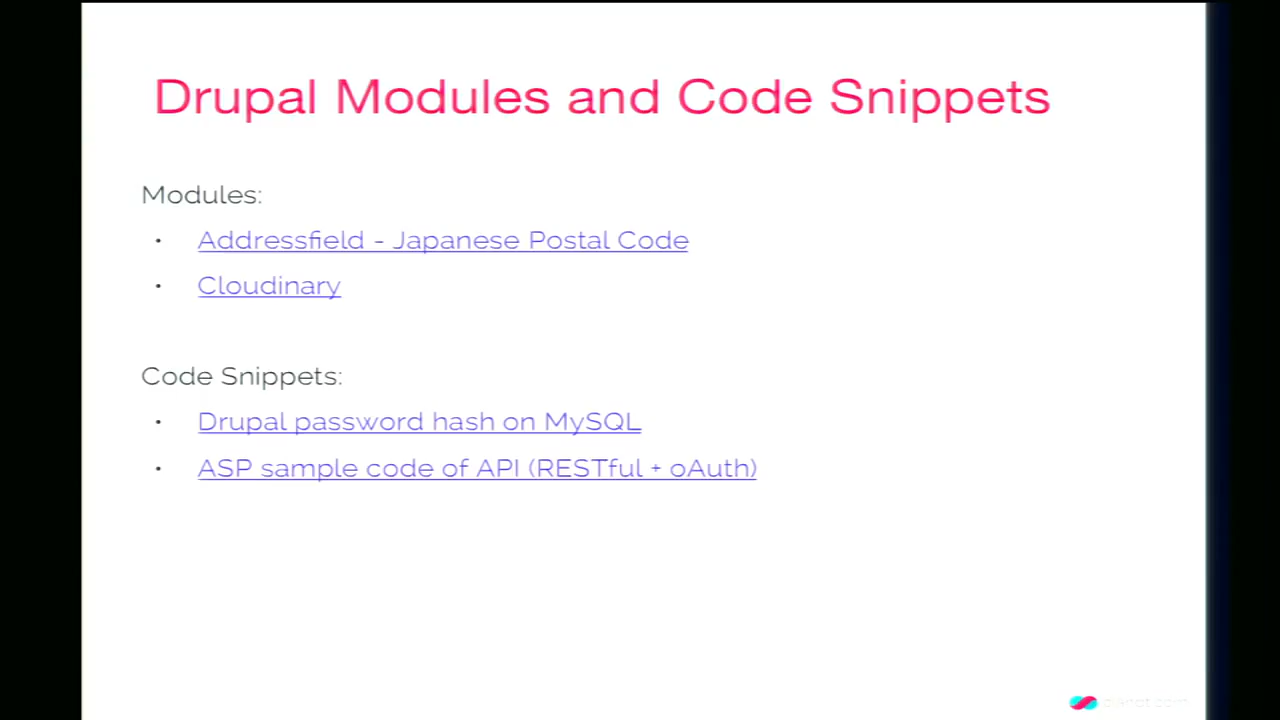 Drupal Modules and Code Snippets
Modules:
• Addressfield - Japanese Postal Code
• Cloudinary
Code Snippets:
• Drupal password hash on MySQL
• ASP sample code of API (RESTful + oAuth)